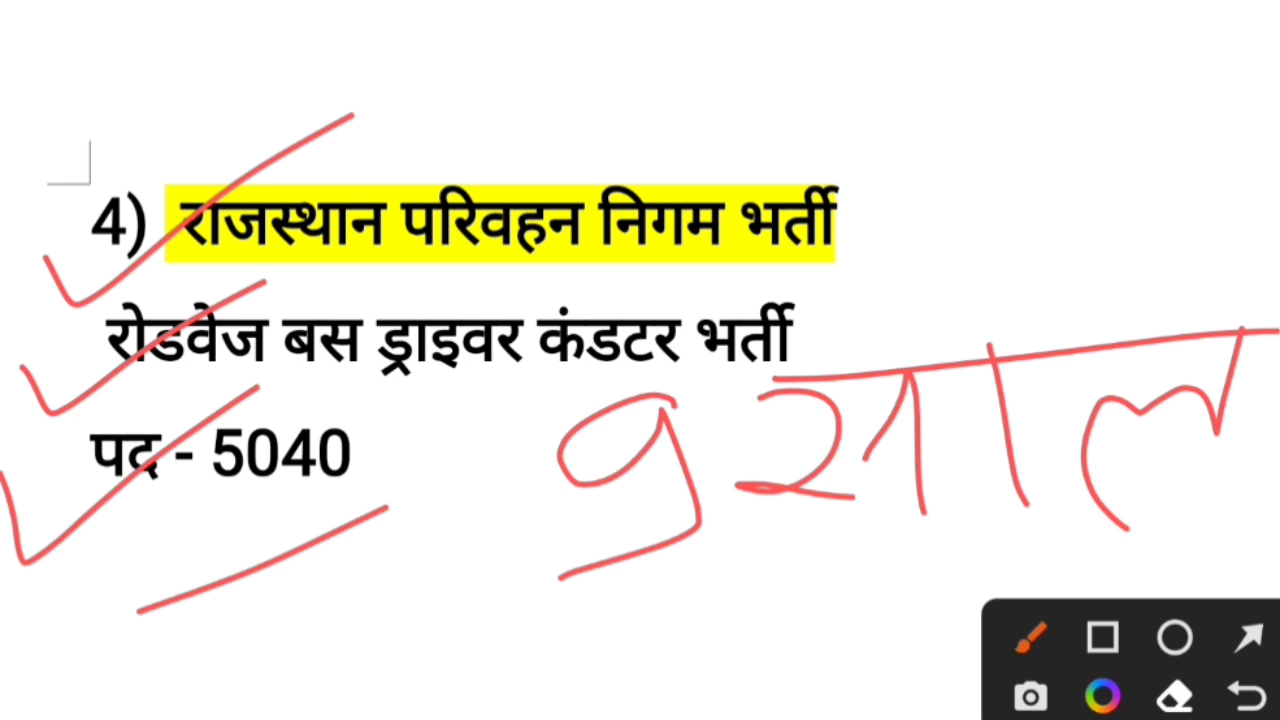 4) राजस्थान परिवहन निगम भर्ती
रोडवेज बस ड्राइवर कंडटर भर्ती
पद - 5040
9 साल